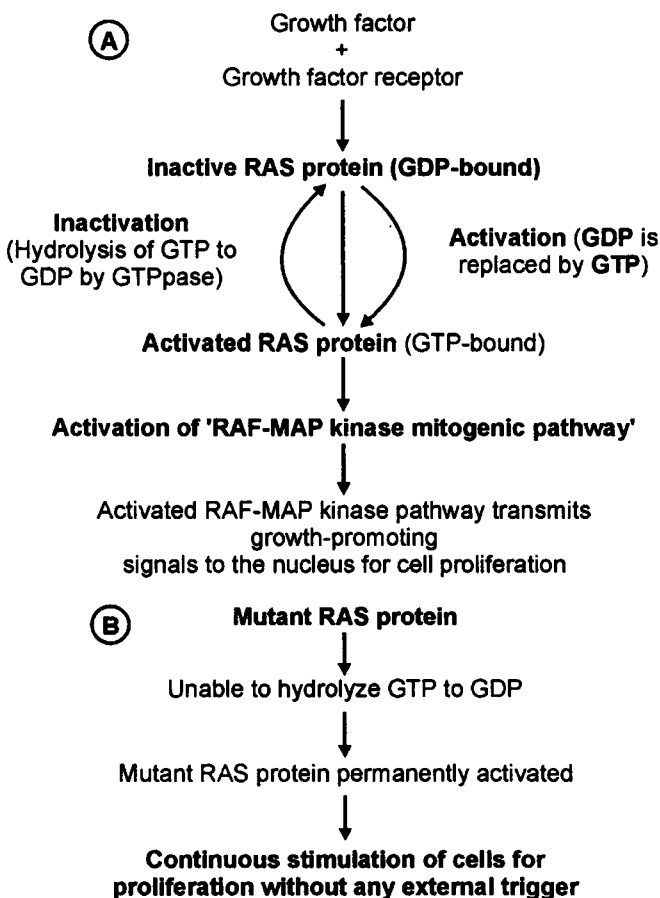 A
Growth factor
+
Growth factor receptor
Inactive RAS protein (GDP-bound)
Inactivation
(Hydrolysis of GTP to
GDP by GTPpase)
Activation (GDP is
replaced by GTP)
Activated RAS protein (GTP-bound)
Activation of 'RAF-MAP kinase mitogenic pathway'
Activated RAF-MAP kinase pathway transmits
growth-promoting
signals to the nucleus for cell proliferation
B
Mutant RAS protein
Unable to hydrolyze GTP to GDP
Mutant RAS protein permanently activated
Continuous stimulation of cells for
proliferation without any external trigger